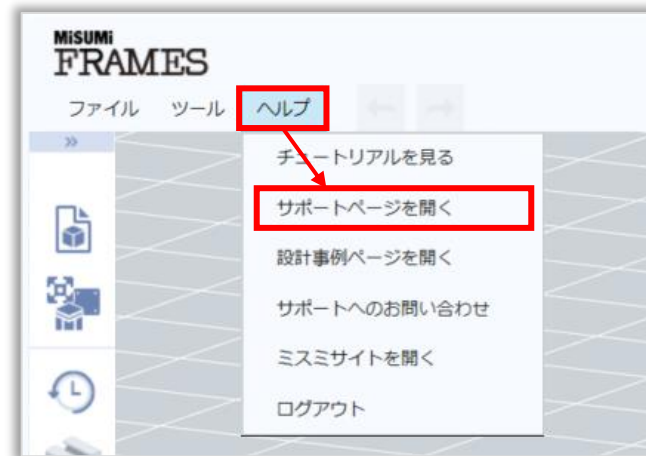 MiSUMi
FRAMES
ファイル ツール ヘルプ
チュートリアルを見る
サポートページを開く
設計事例ページを開く
サポートへのお問い合わせ
ミスミサイトを開く
ログアウト